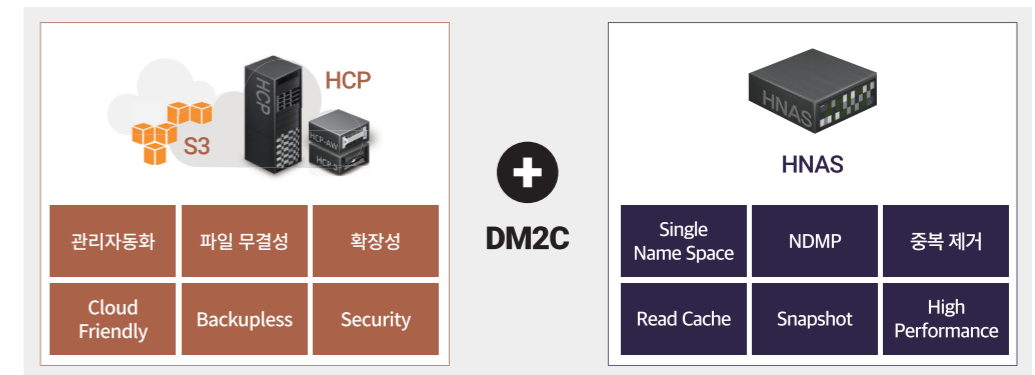 HCP
HCP
S3
HCP-AW
관리자동화
파일 무결성
확장성
Cloud
Friendly
Backupless
Security
DM2C
HNAS
HNAS
Single
Name Space
NDMP
중복 제거
Read Cache
Snapshot
High
Performance